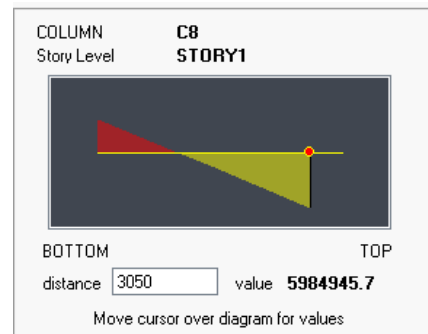 COLUMN C8
Story Level STORY1
BOTTOM TOP
distance 3050 value 5984945.7
Move cursor over diagram for values